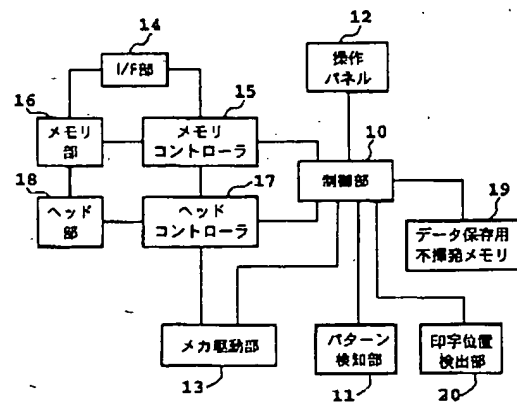 12
14
操作
パネル
I/F部
16
15
メモリ
部
メモリ
コントローラ
10
制御部
18
17
19
ヘッド
部
ヘッド
コントローラ
データ保存用
不揮発メモリ
メカ駆動部
パターン
検知部
印字位置
検出部
13
11
20